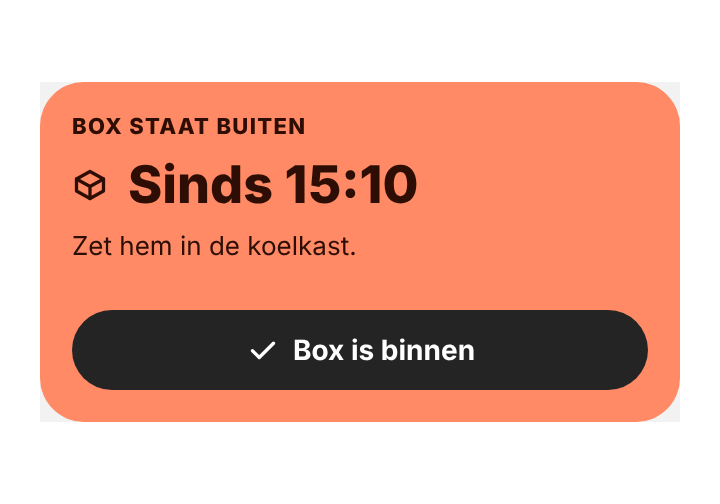 BOX STAAT BUITEN
Sinds 15:10
Zet hem in de koelkast.
Box is binnen